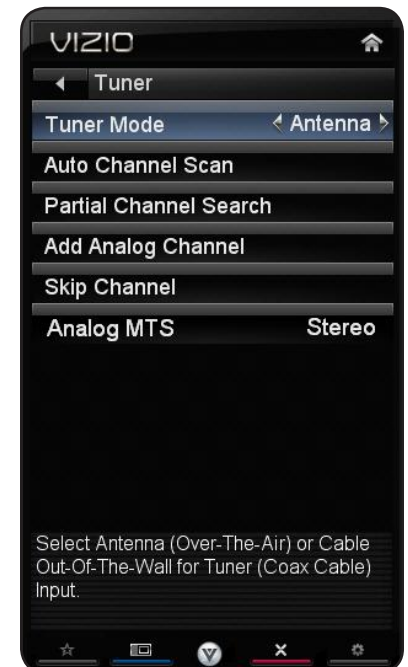 VIZIO
Tuner
Tuner Mode Antenna
Auto Channel Scan
Partial Channel Search
Add Analog Channel
Skip Channel
Analog MTS Stereo
Select Antenna (Over-The-Air) or Cable
Out-Of-The-Wall for Tuner (Coax Cable)
Input.
V